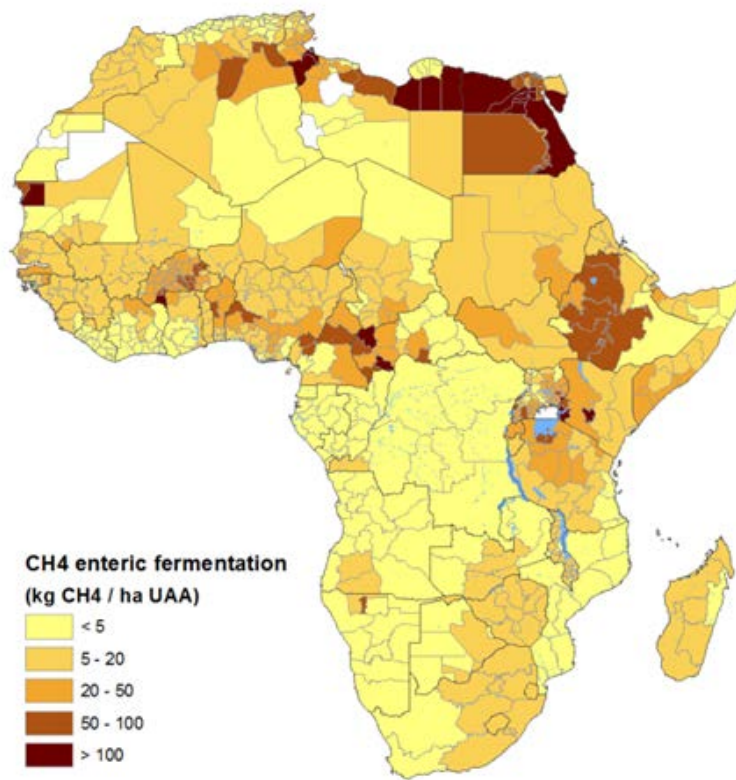 CH4 enteric fermentation
(kg CH4 / ha UAA)
< 5
5 - 20
20 - 50
50 - 100
> 100